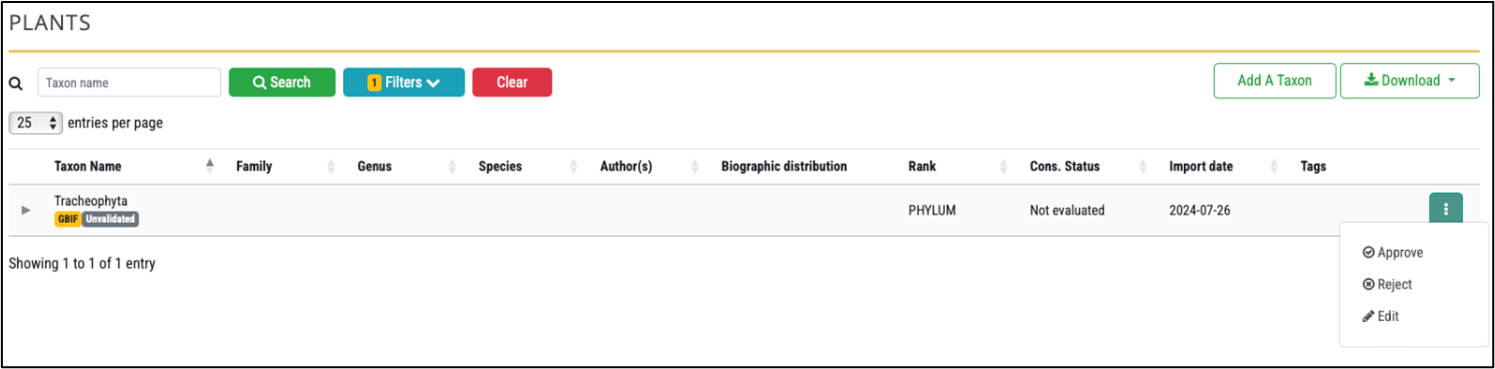 PLANTS
Taxon name Search 1 Filters Clear Add A Taxon Download
25 entries per page
Taxon Name Family Genus Species Author(s) Biographic distribution Rank Cons. Status Import date Tags
Tracheophyta
GBIF Unvalidated PHYLUM Not evaluated 2024-07-26
Showing 1 to 1 of 1 entry
Approve
Reject
Edit